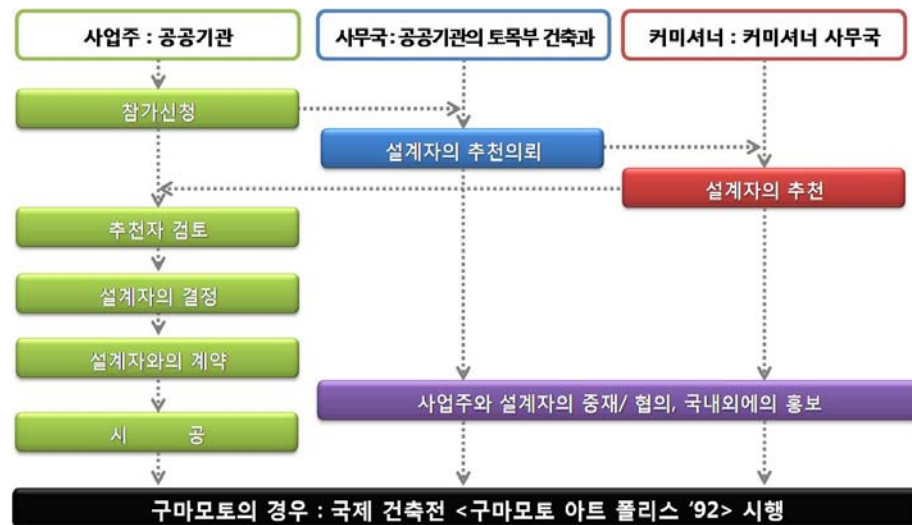 사업주 : 공공기관
사무국 : 공공기관의 토목부 건축과
커미셔너 : 커미셔너 사무국
참가신청
설계자의 추천의뢰
설계자의 추천
추천자 검토
설계자의 결정
설계자와의 계약
사업주와 설계자의 중재/ 협의, 국내외에의 홍보
시 공
구마모토의 경우 : 국제 건축전 <구마모토 아트 폴리스 ’92> 시행